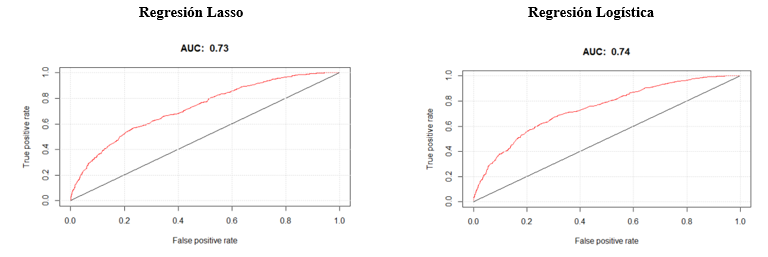 Regresión Lasso
AUC: 0.73
True positive rate
1.0
0.8
0.6
0.4
0.2
0.0
0.0 0.2 0.4 0.6 0.8 1.0
False positive rate
Regresión Logística
AUC: 0.74
True positive rate
1.0
0.8
0.6
0.4
0.2
0.0
0.0 0.2 0.4 0.6 0.8 1.0
False positive rate